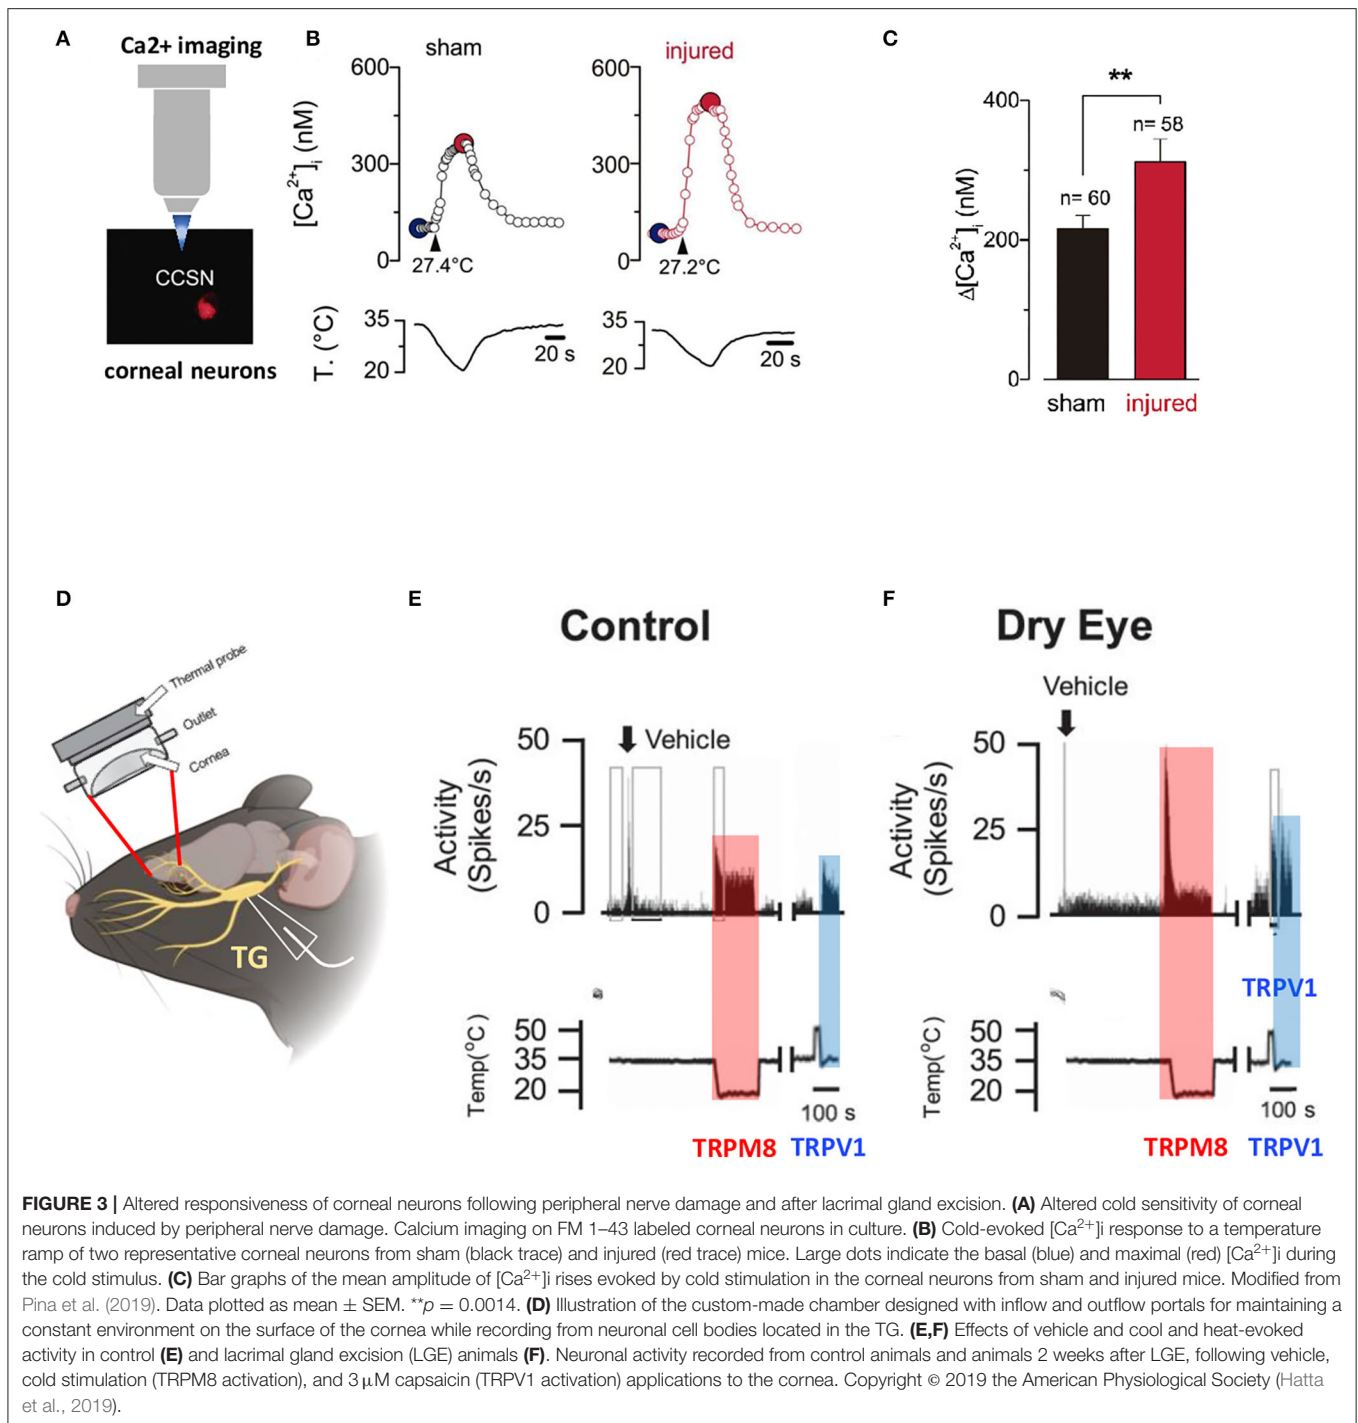 A
Ca2+ imaging
CCSN
corneal neurons
B
sham
injured
600
300
0
[Ca²⁺]ᵢ (nM)
27.4°C
600
300
0
27.2°C
35
20
T. (°C)
20 s
35
20
20 s
C
**
400
200
0
Δ[Ca²⁺]ᵢ (nM)
n= 60
n= 58
sham
injured
D
Thermal probe
Outlet
Cornea
TG
E
Control
Vehicle
50
25
0
Activity
(Spikes/s)
50
35
20
Temp(°C)
100 s
TRPM8
TRPV1
F
Dry Eye
Vehicle
50
25
0
Activity
(Spikes/s)
TRPV1
50
35
20
Temp(°C)
100 s
TRPM8
TRPV1
FIGURE 3 | Altered responsiveness of corneal neurons following peripheral nerve damage and after lacrimal gland excision. (A) Altered cold sensitivity of corneal
neurons induced by peripheral nerve damage. Calcium imaging on FM 1–43 labeled corneal neurons in culture. (B) Cold-evoked [Ca²⁺]i response to a temperature
ramp of two representative corneal neurons from sham (black trace) and injured (red trace) mice. Large dots indicate the basal (blue) and maximal (red) [Ca²⁺]i during
the cold stimulus. (C) Bar graphs of the mean amplitude of [Ca²⁺]i rises evoked by cold stimulation in the corneal neurons from sham and injured mice. Modified from
Pina et al. (2019). Data plotted as mean ± SEM. **p = 0.0014. (D) Illustration of the custom-made chamber designed with inflow and outflow portals for maintaining a
constant environment on the surface of the cornea while recording from neuronal cell bodies located in the TG. (E,F) Effects of vehicle and cool and heat-evoked
activity in control (E) and lacrimal gland excision (LGE) animals (F). Neuronal activity recorded from control animals and animals 2 weeks after LGE, following vehicle,
cold stimulation (TRPM8 activation), and 3 μM capsaicin (TRPV1 activation) applications to the cornea. Copyright © 2019 the American Physiological Society (Hatta
et al., 2019).